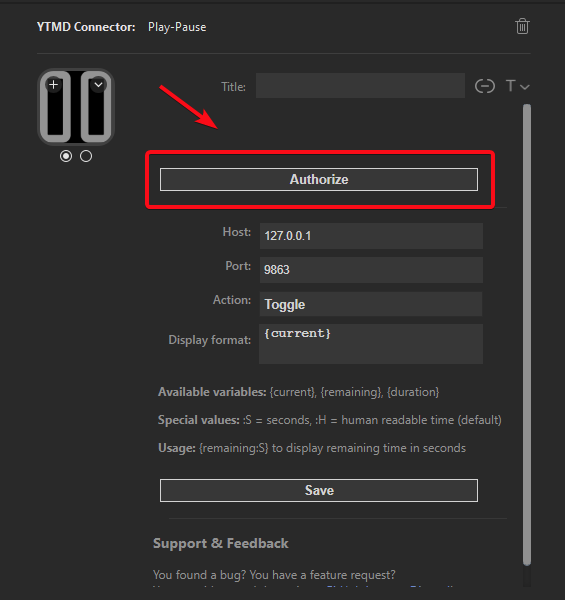 YTMD Connector: Play-Pause
Title:
T
Authorize
Host: 127.0.0.1
Port: 9863
Action: Toggle
Display format: {current}
Available variables: {current}, {remaining}, {duration}
Special values: :S = seconds, :H = human readable time (default)
Usage: {remaining:S} to display remaining time in seconds
Save
Support & Feedback
You found a bug? You have a feature request?